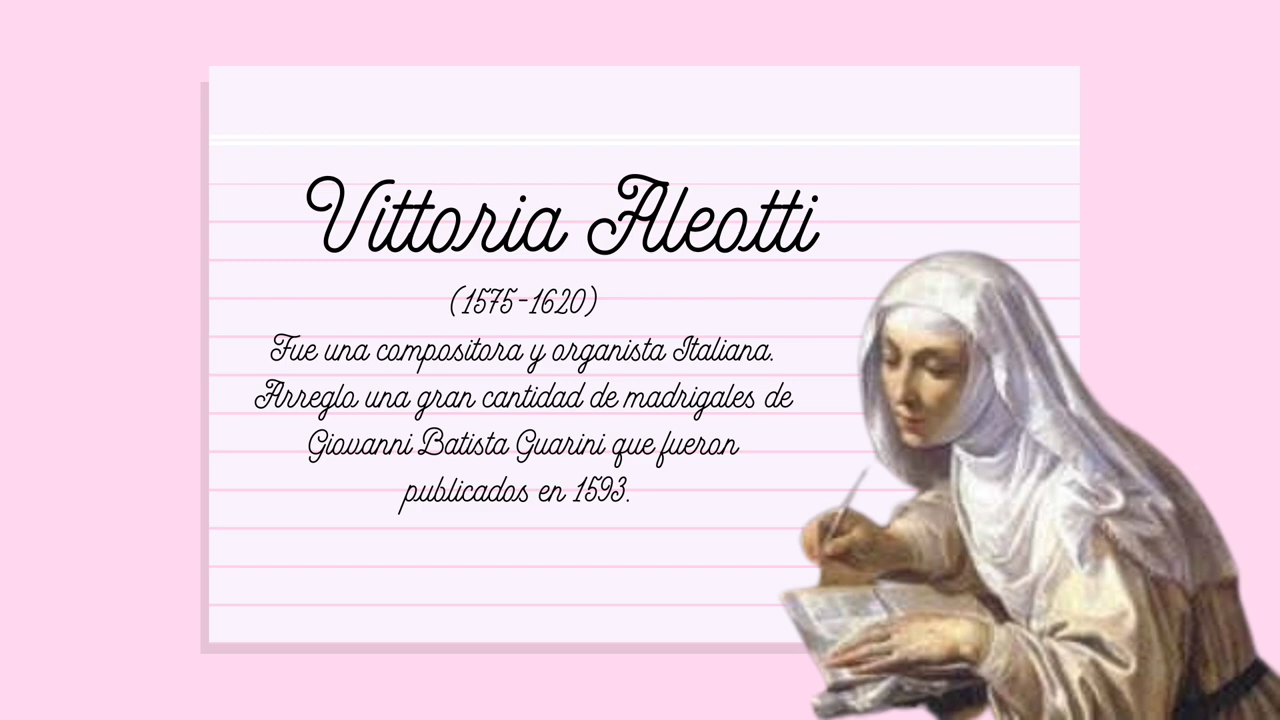 Vittoria Aleotti
(1575-1620)
Fue una compositora y organista Italiana.
Arreglo una gran cantidad de madrigales de
Giovanni Batista Guarini que fueron
publicados en 1593.